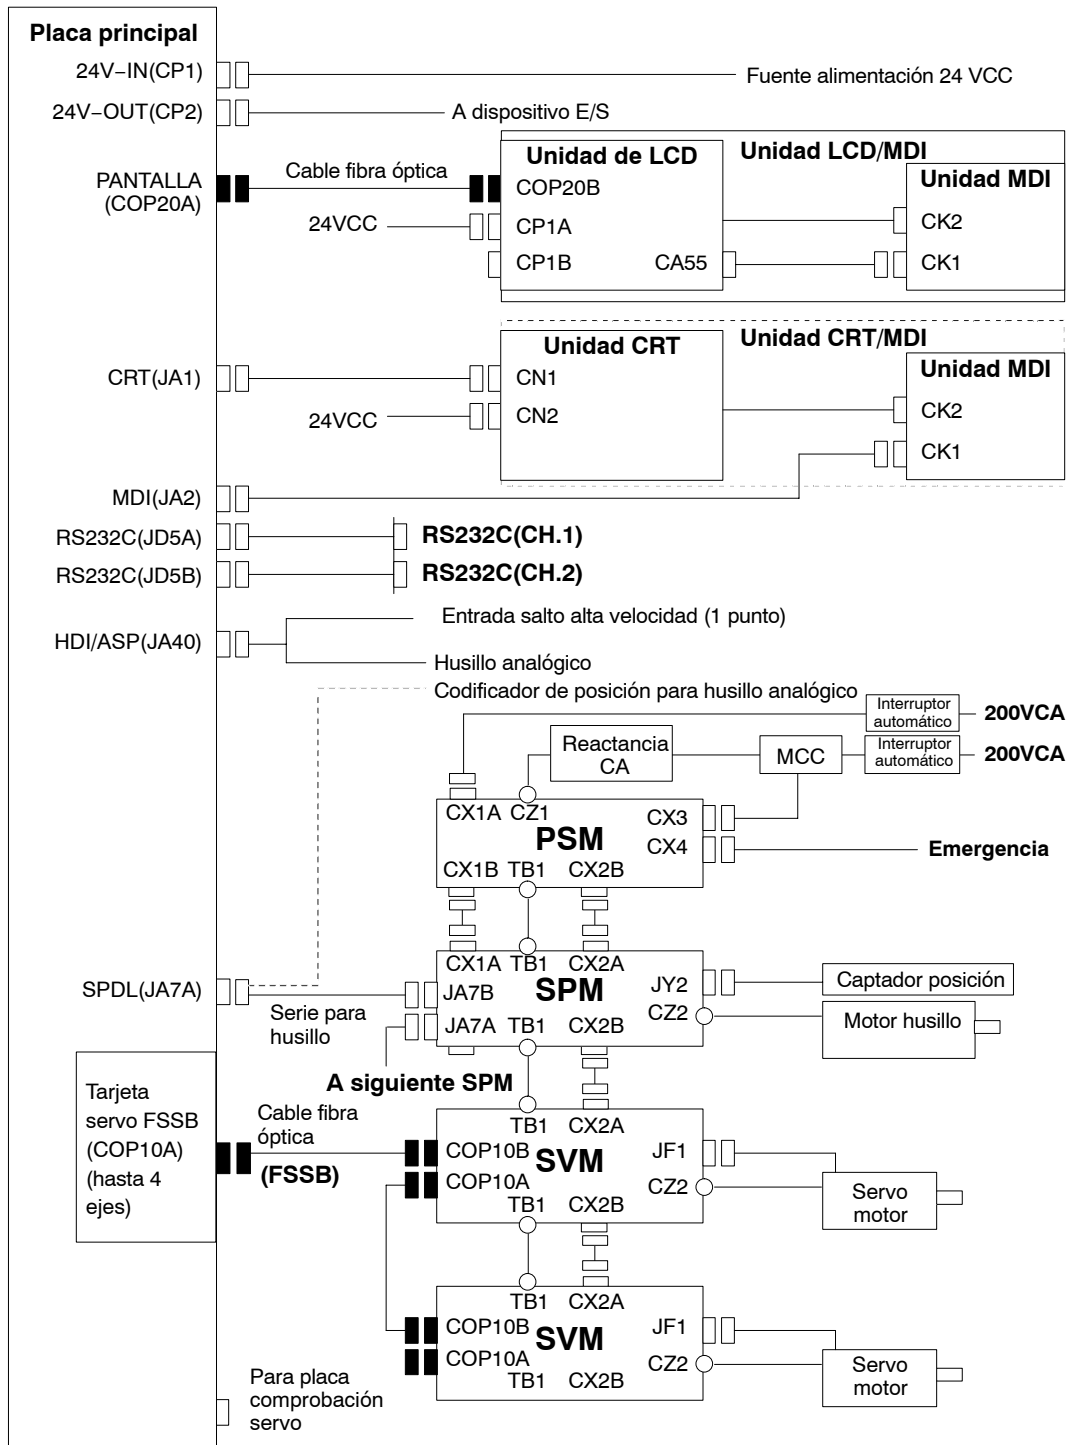 Placa principal
24V–IN(CP1)
Fuente alimentación 24 VCC
24V–OUT(CP2)
A dispositivo E/S
Unidad de LCD
Unidad LCD/MDI
PANTALLA
(COP20A)
Cable fibra óptica
COP20B
Unidad MDI
24VCC
CP1A
CK2
CP1B
CA55
CK1
Unidad CRT
Unidad CRT/MDI
Unidad MDI
CRT(JA1)
CN1
24VCC
CN2
CK2
CK1
MDI(JA2)
RS232C(JD5A)
RS232C(CH.1)
RS232C(JD5B)
RS232C(CH.2)
Entrada salto alta velocidad (1 punto)
HDI/ASP(JA40)
Husillo analógico
Codificador de posición para husillo analógico
Interruptor
automático
200VCA
Reactancia
CA
MCC
Interruptor
automático
200VCA
CX1A
CZ1
CX3
PSM
CX4
Emergencia
CX1B
TB1
CX2B
CX1A
TB1
CX2A
SPDL(JA7A)
JA7B
SPM
JY2
Captador posición
Serie para
husillo
JA7A
TB1
CX2B
CZ2
Motor husillo
A siguiente SPM
Tarjeta
servo FSSB
(COP10A)
(hasta 4
ejes)
Cable fibra
óptica
(FSSB)
TB1
CX2A
COP10B
SVM
JF1
COP10A
CZ2
TB1
CX2B
Servo
motor
TB1
CX2A
COP10B
SVM
JF1
COP10A
CZ2
TB1
CX2B
Servo
motor
Para placa
comprobación
servo